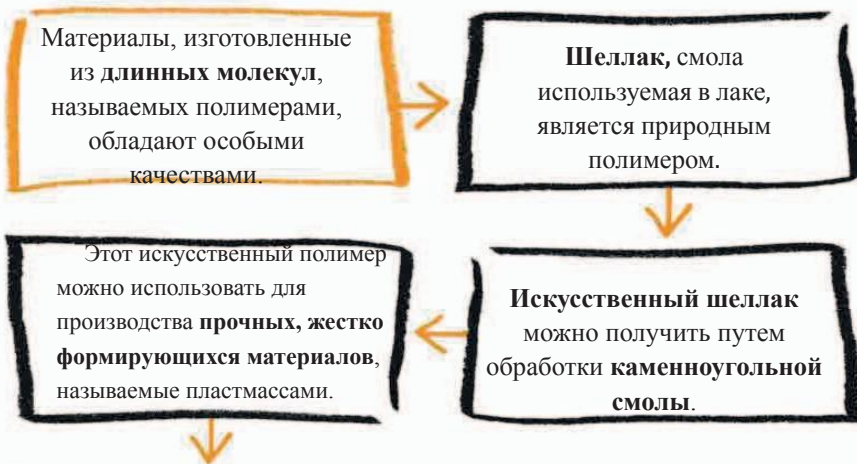 Материалы, изготовленные
из длинных молекул,
называемых полимерами,
обладают особыми
качествами.
Шеллак, смола
используемая в лаке,
является природным
полимером.
Искусственный шеллак
можно получить путем
обработки каменноугольной
смолы.
Этот искусственный полимер
можно использовать для
производства прочных, жестко
формирующихся материалов,
называемые пластмассами.